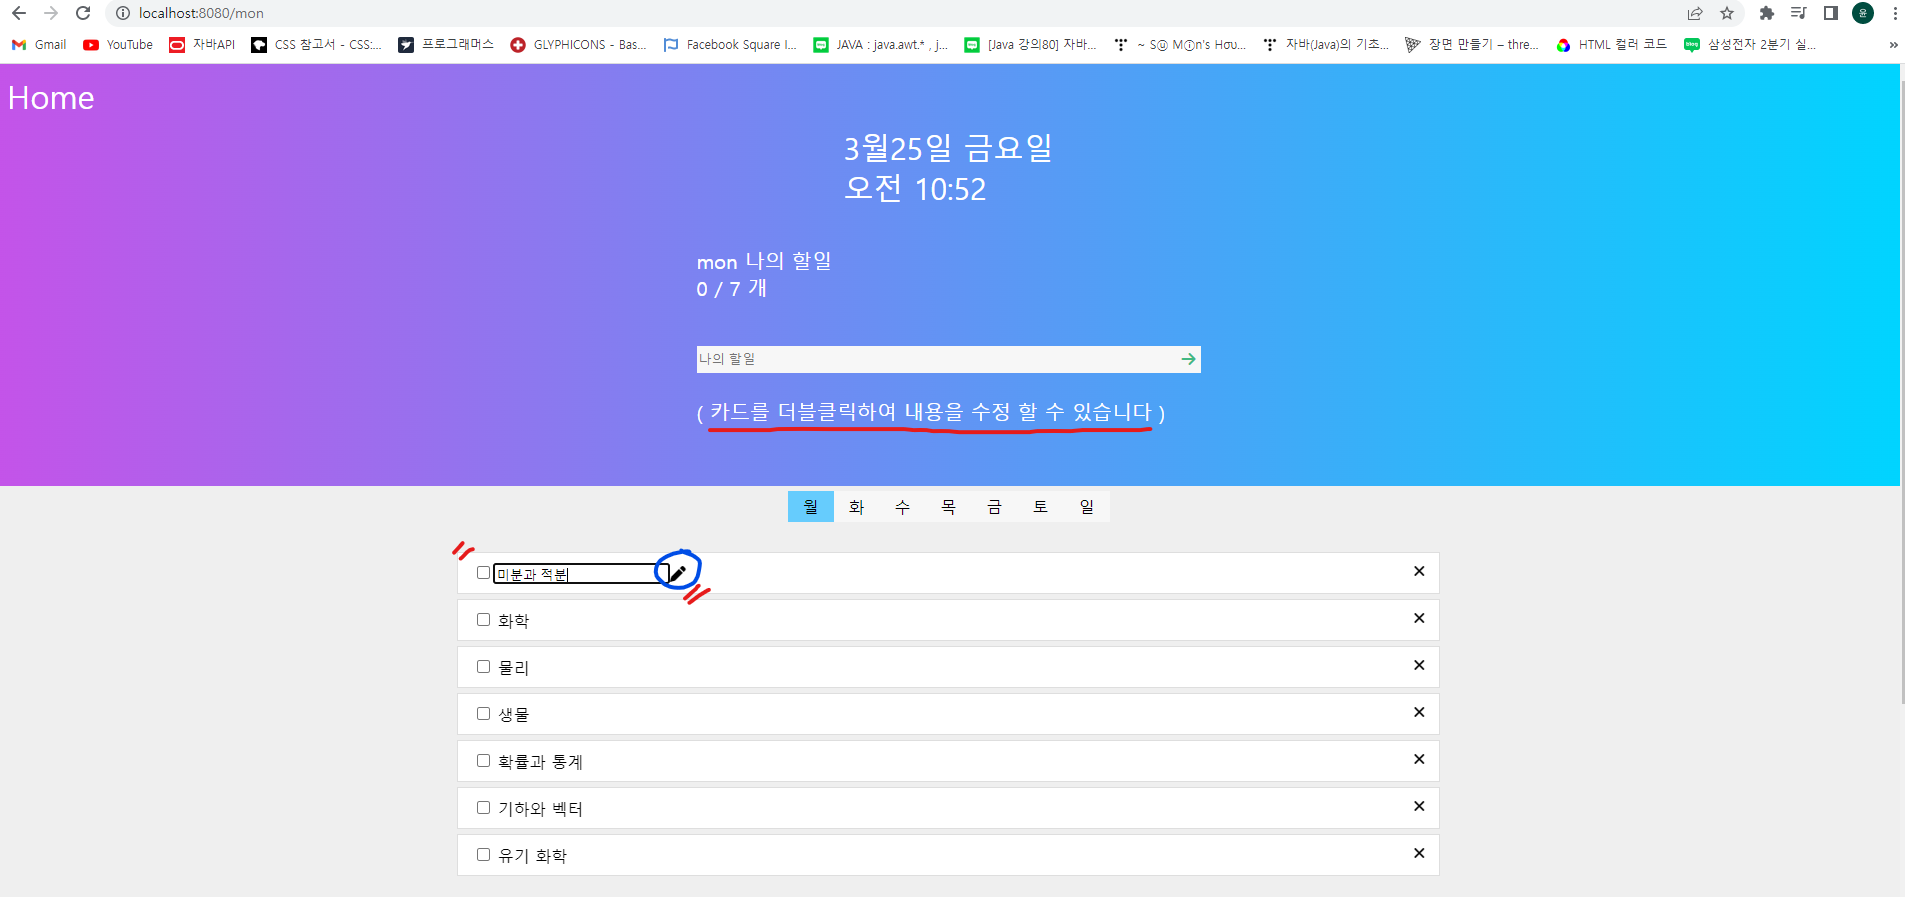 localhost:8080/mon
윤
Gmail
YouTube
자바API
CSS 참고서 - CSS:...
프로그래머스
GLYPHICONS - Bas...
Facebook Square I...
JAVA : java.awt.* , j...
[Java 강의80] 자바...
~ Sⓤ Mⓞn's Hσυ...
자바(Java)의 기초...
장면 만들기 – thre...
HTML 컬러 코드
삼성전자 2분기 실...
»
Home
3월25일 금요일
오전 10:52
mon 나의 할일
0 / 7 개
나의 할일
( 카드를 더블클릭하여 내용을 수정 할 수 있습니다 )
월 화 수 목 금 토 일
미분과 적분
화학
물리
생물
확률과 통계
기하와 벡터
유기 화학